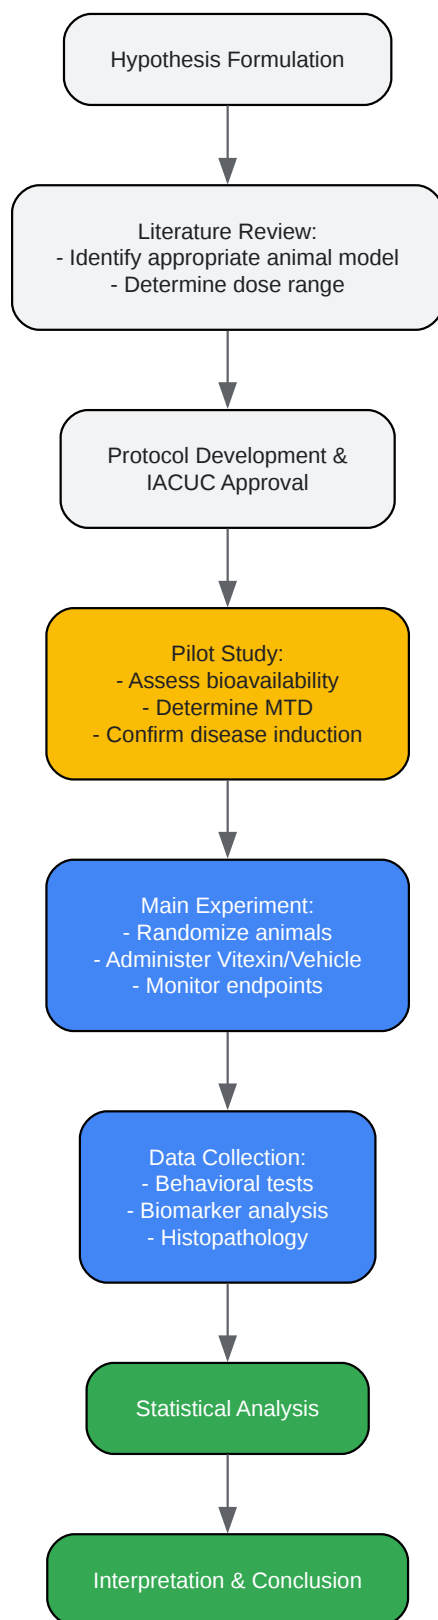 Hypothesis Formulation
Literature Review:
- Identify appropriate animal model
- Determine dose range
Protocol Development &
IACUC Approval
Pilot Study:
- Assess bioavailability
- Determine MTD
- Confirm disease induction
Main Experiment:
- Randomize animals
- Administer Vitexin/Vehicle
- Monitor endpoints
Data Collection:
- Behavioral tests
- Biomarker analysis
- Histopathology
Statistical Analysis
Interpretation & Conclusion